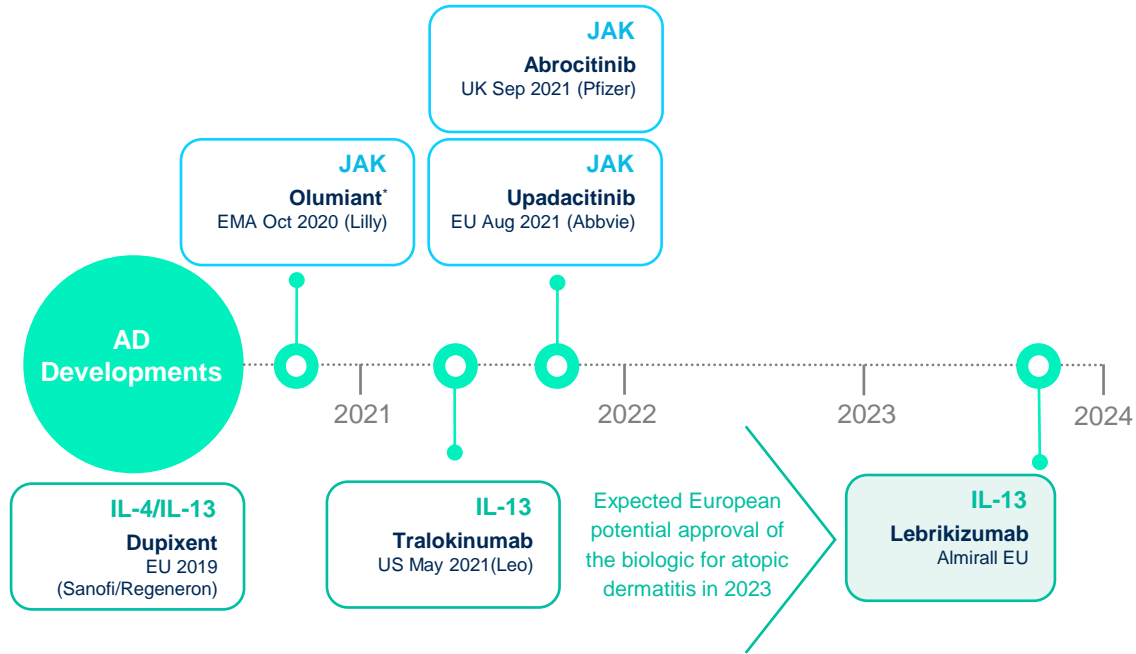 JAK
Abrocitinib
UK Sep 2021 (Pfizer)
JAK
Olumiant*
EMA Oct 2020 (Lilly)
JAK
Upadacitinib
EU Aug 2021 (Abbvie)
AD
Developments
2021
2022
2023
2024
IL-4/IL-13
Dupixent
EU 2019
(Sanofi/Regeneron)
IL-13
Tralokinumab
US May 2021(Leo)
Expected European
potential approval of
the biologic for atopic
dermatitis in 2023
IL-13
Lebrikizumab
Almirall EU